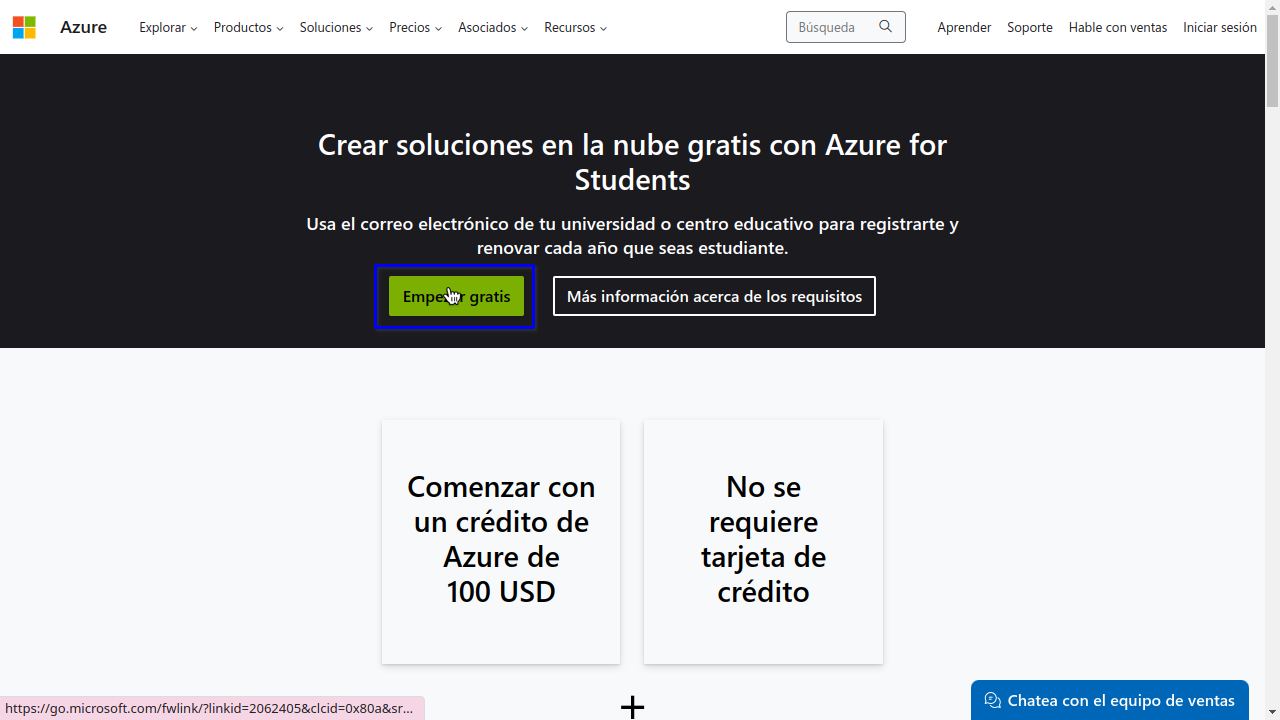 Azure Explorar Productos Soluciones Precios Asociados Recursos Búsqueda Aprender Soporte Hable con ventas Iniciar sesión
Crear soluciones en la nube gratis con Azure for
Students
Usa el correo electrónico de tu universidad o centro educativo para registrarte y
renovar cada año que seas estudiante.
Empezar gratis Más información acerca de los requisitos
Comenzar con
un crédito de
Azure de
100 USD
No se
requiere
tarjeta de
crédito
+
https://go.microsoft.com/fwlink/?linkid=2062405&clcid=0x80a&sr...
Chatea con el equipo de ventas